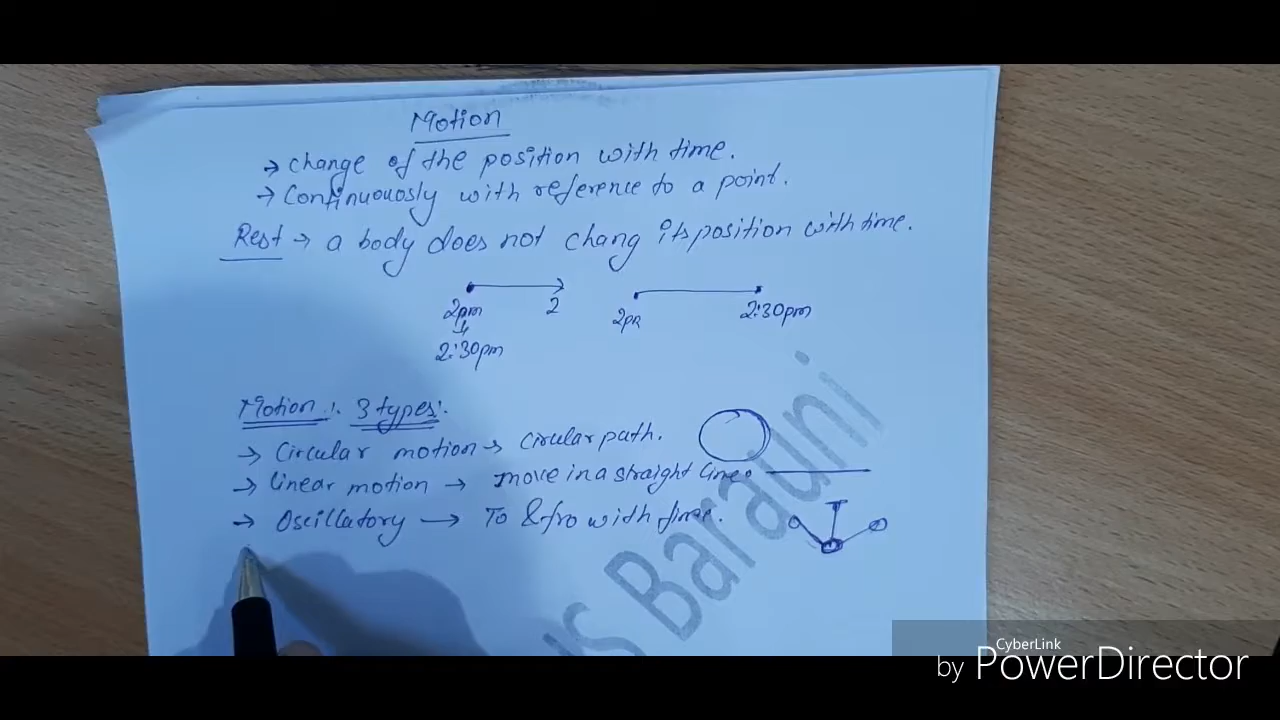 Motion
→ change of the position with time.
→ Continuously with reference to a point.
Rest → a body does not chang its position with time.
2pm 2 2pm 2:30pm
2:30pm
Motion :. 3 types:.
→ Circular motion → Circular path.
→ Linear motion → move in a straight line.
→ Oscillatory → To & fro with time.
us Barauni
CyberLink
by PowerDirector